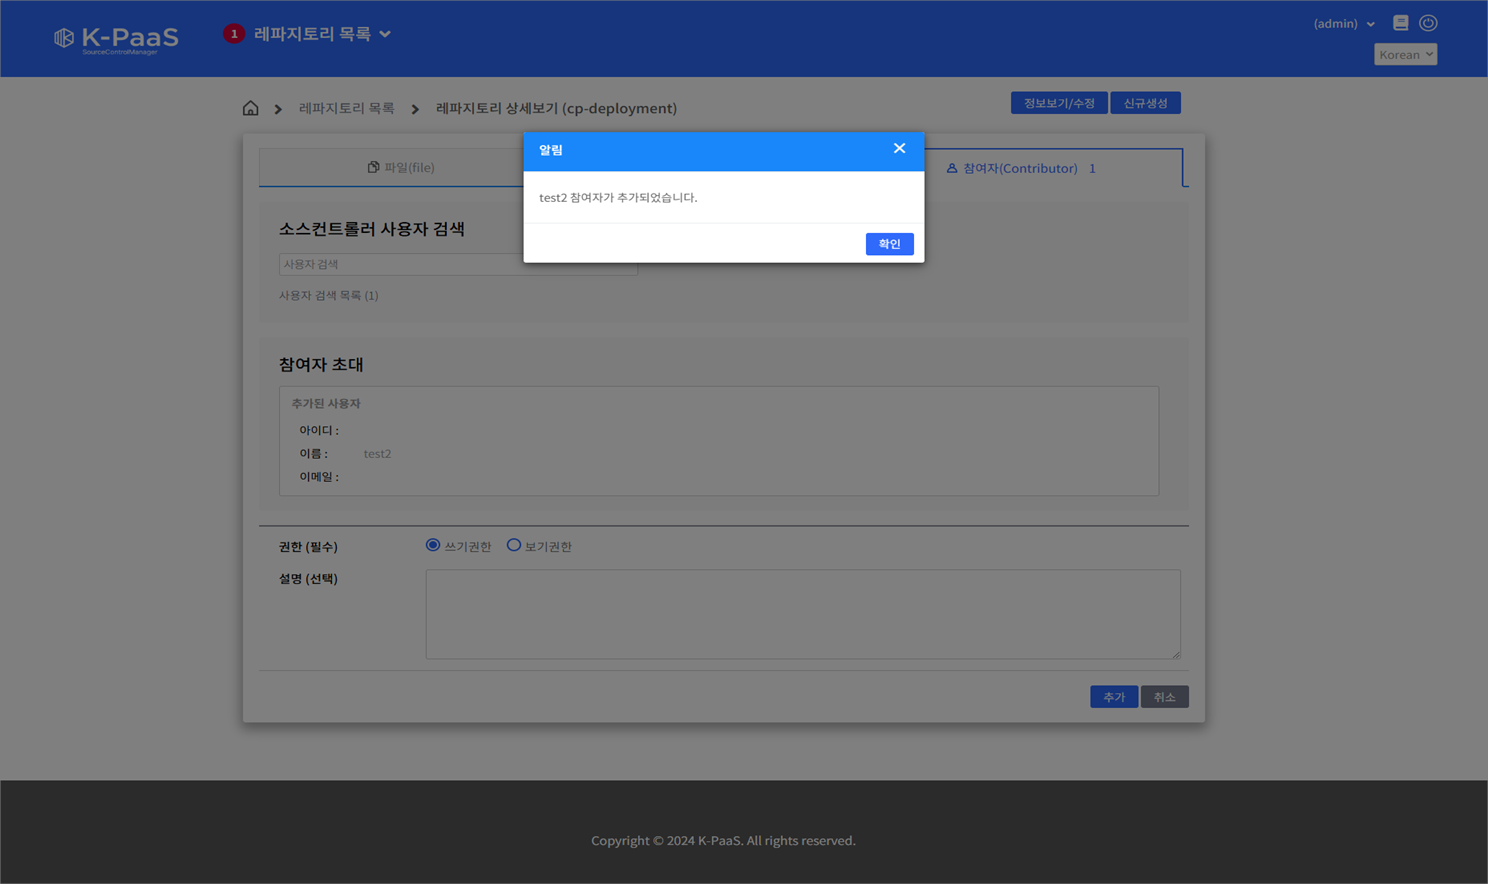 K-PaaS
SourceControlManager
1 레파지토리 목록
(admin)
Korean
레파지토리 목록 레파지토리 상세보기 (cp-deployment)
정보보기/수정 신규생성
파일(file)
참여자(Contributor) 1
알림
test2 참여자가 추가되었습니다.
확인
소스컨트롤러 사용자 검색
사용자 검색
사용자 검색 목록 (1)
참여자 초대
추가된 사용자
아이디 :
이름 : test2
이메일 :
권한 (필수) 쓰기권한 보기권한
설명 (선택)
추가 취소
Copyright © 2024 K-PaaS. All rights reserved.